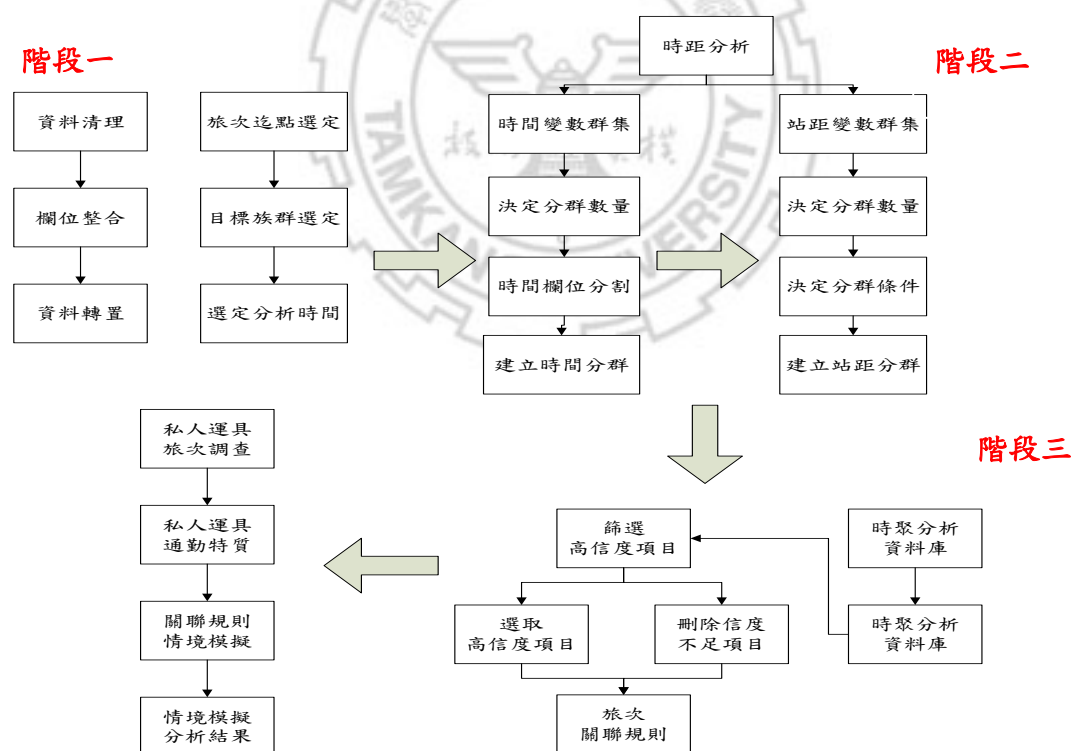 階段一
資料清理
欄位整合
資料轉置
旅次迄點選定
目標族群選定
選定分析時間
階段二
時距分析
時間變數群集
決定分群數量
時間欄位分割
建立時間分群
站距變數群集
決定分群數量
決定分群條件
建立站距分群
TAMKANG UNIVERSITY
階段三
時聚分析
資料庫
時聚分析
資料庫
篩選
高信度項目
選取
高信度項目
刪除信度
不足項目
旅次
關聯規則
私人運具
旅次調查
私人運具
通勤特質
關聯規則
情境模擬
情境模擬
分析結果